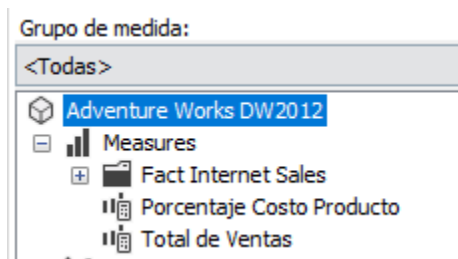 Grupo de medida:
<Todas>
Adventure Works DW2012
Measures
Fact Internet Sales
Porcentaje Costo Producto
Total de Ventas